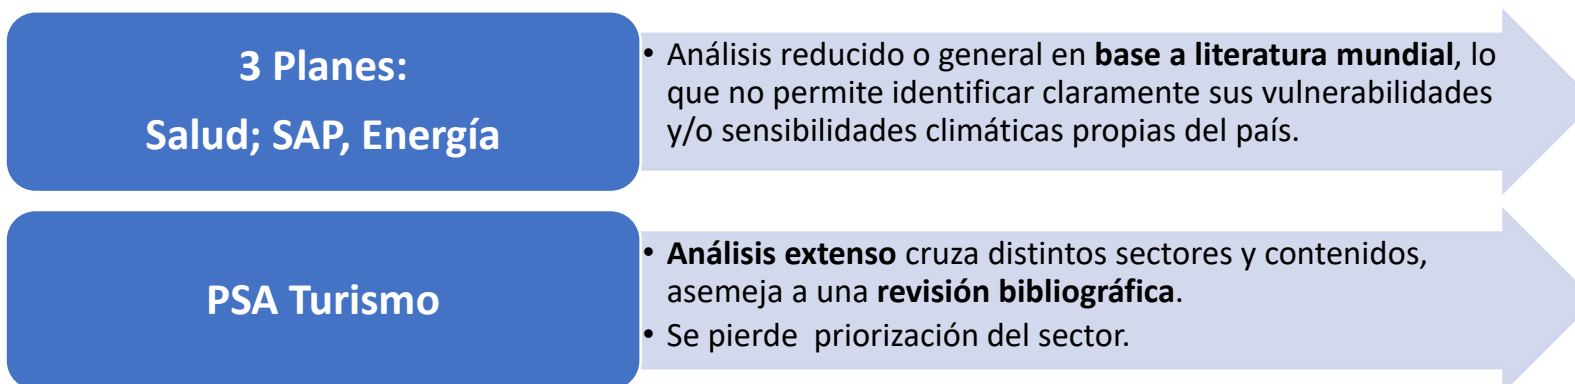 3 Planes:
Salud; SAP, Energía
• Análisis reducido o general en base a literatura mundial, lo
que no permite identificar claramente sus vulnerabilidades
y/o sensibilidades climáticas propias del país.
PSA Turismo
• Análisis extenso cruza distintos sectores y contenidos,
asemeja a una revisión bibliográfica.
• Se pierde  priorización del sector.